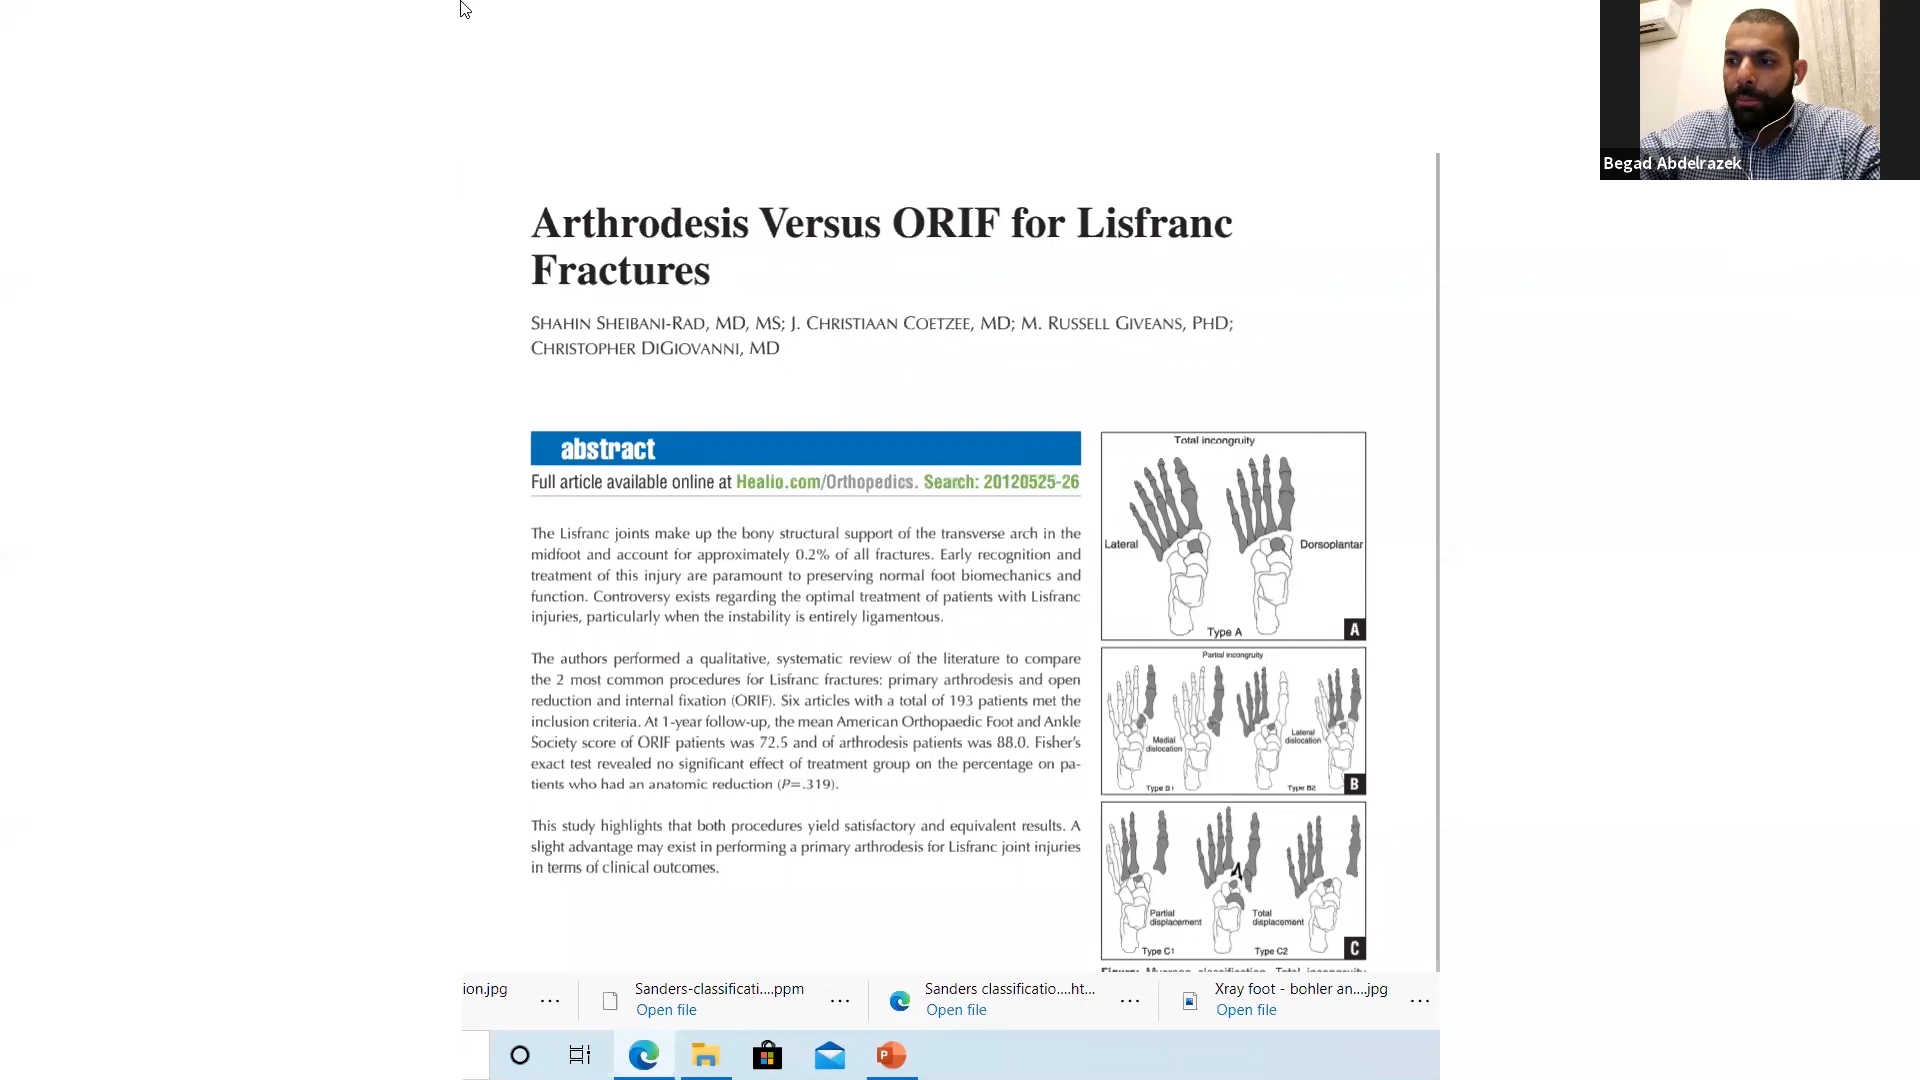 Begad Abdelrazek
Arthrodesis Versus ORIF for Lisfranc
Fractures
SHAHIN SHEIBANI-RAD, MD, MS; J. CHRISTIAAN COETZEE, MD; M. RUSSELL GIVEANS, PHD;
CHRISTOPHER DIGIOVANNI, MD
abstract
Full article available online at Healio.com/Orthopedics. Search: 20120525-26
The Lisfranc joints make up the bony structural support of the transverse arch in the
midfoot and account for approximately 0.2% of all fractures. Early recognition and
treatment of this injury are paramount to preserving normal foot biomechanics and
function. Controversy exists regarding the optimal treatment of patients with Lisfranc
injuries, particularly when the instability is entirely ligamentous.
The authors performed a qualitative, systematic review of the literature to compare
the 2 most common procedures for Lisfranc fractures: primary arthrodesis and open
reduction and internal fixation (ORIF). Six articles with a total of 193 patients met the
inclusion criteria. At 1-year follow-up, the mean American Orthopaedic Foot and Ankle
Society score of ORIF patients was 72.5 and of arthrodesis patients was 88.0. Fisher's
exact test revealed no significant effect of treatment group on the percentage on pa-
tients who had an anatomic reduction (P=.319).
This study highlights that both procedures yield satisfactory and equivalent results. A
slight advantage may exist in performing a primary arthrodesis for Lisfranc joint injuries
in terms of clinical outcomes.
Total incongruity
Lateral
Dorsoplantar
Type A
A
Partial incongruity
Medial
dislocation
Lateral
dislocation
Type B1
Type B2
B
Partial
displacement
Total
displacement
Type C1
Type C2
C
ion.jpg
Sanders-classificati....ppm
Open file
Sanders classificatio....ht...
Open file
Xray foot - bohler an....jpg
Open file